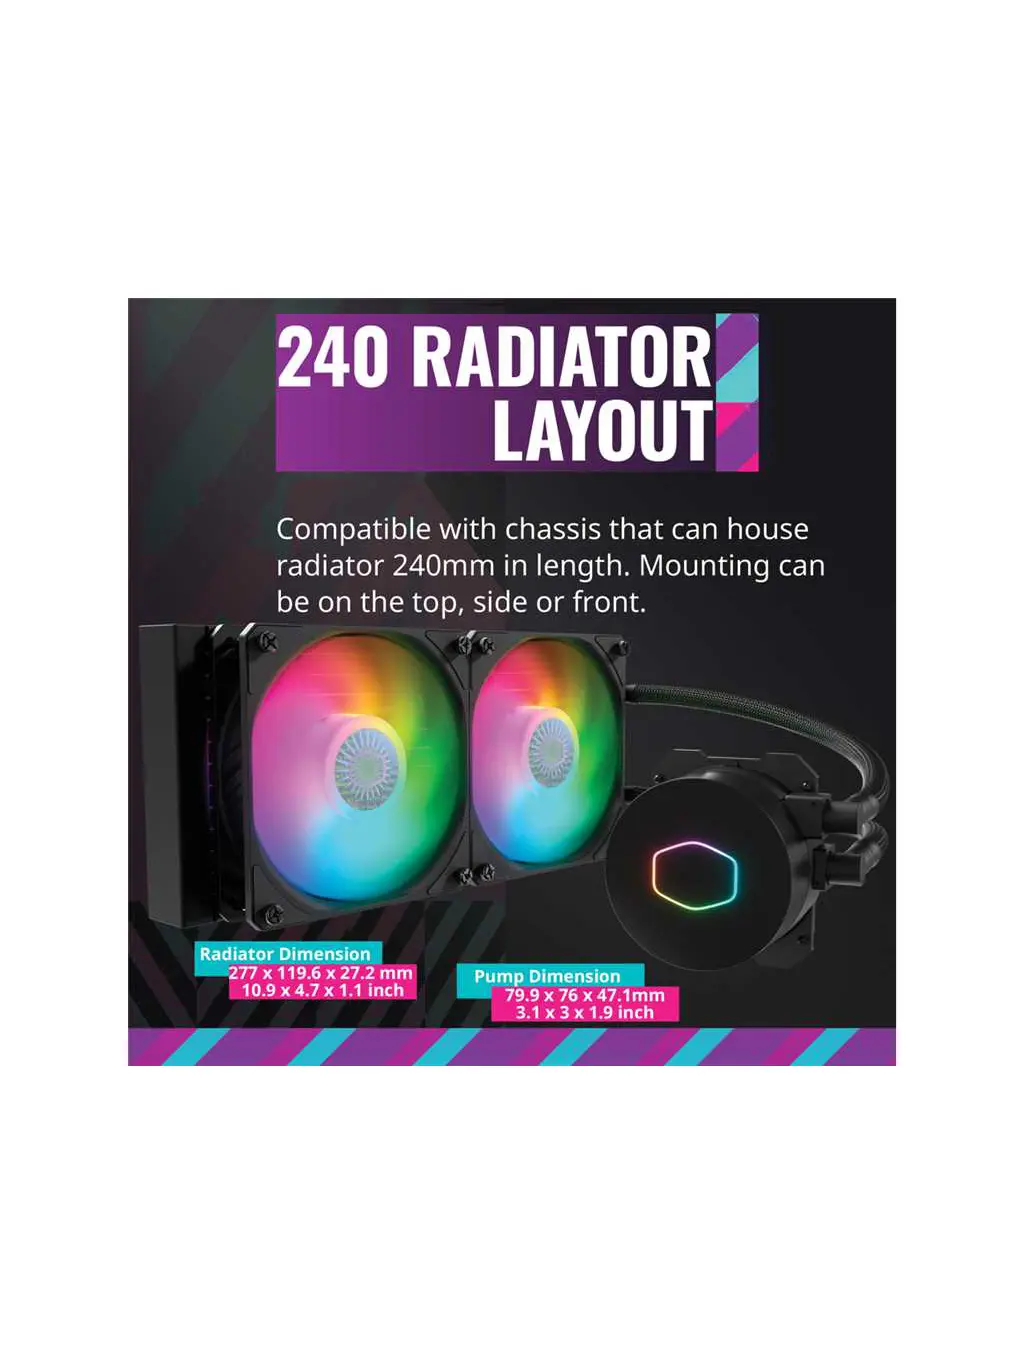 240 RADIATOR
LAYOUT
Compatible with chassis that can house
radiator 240mm in length. Mounting can
be on the top, side or front.
Radiator Dimension
277 x 119.6 x 27.2 mm
10.9 x 4.7 x 1.1 inch
Pump Dimension
79.9 x 76 x 47.1mm
3.1 x 3 x 1.9 inch